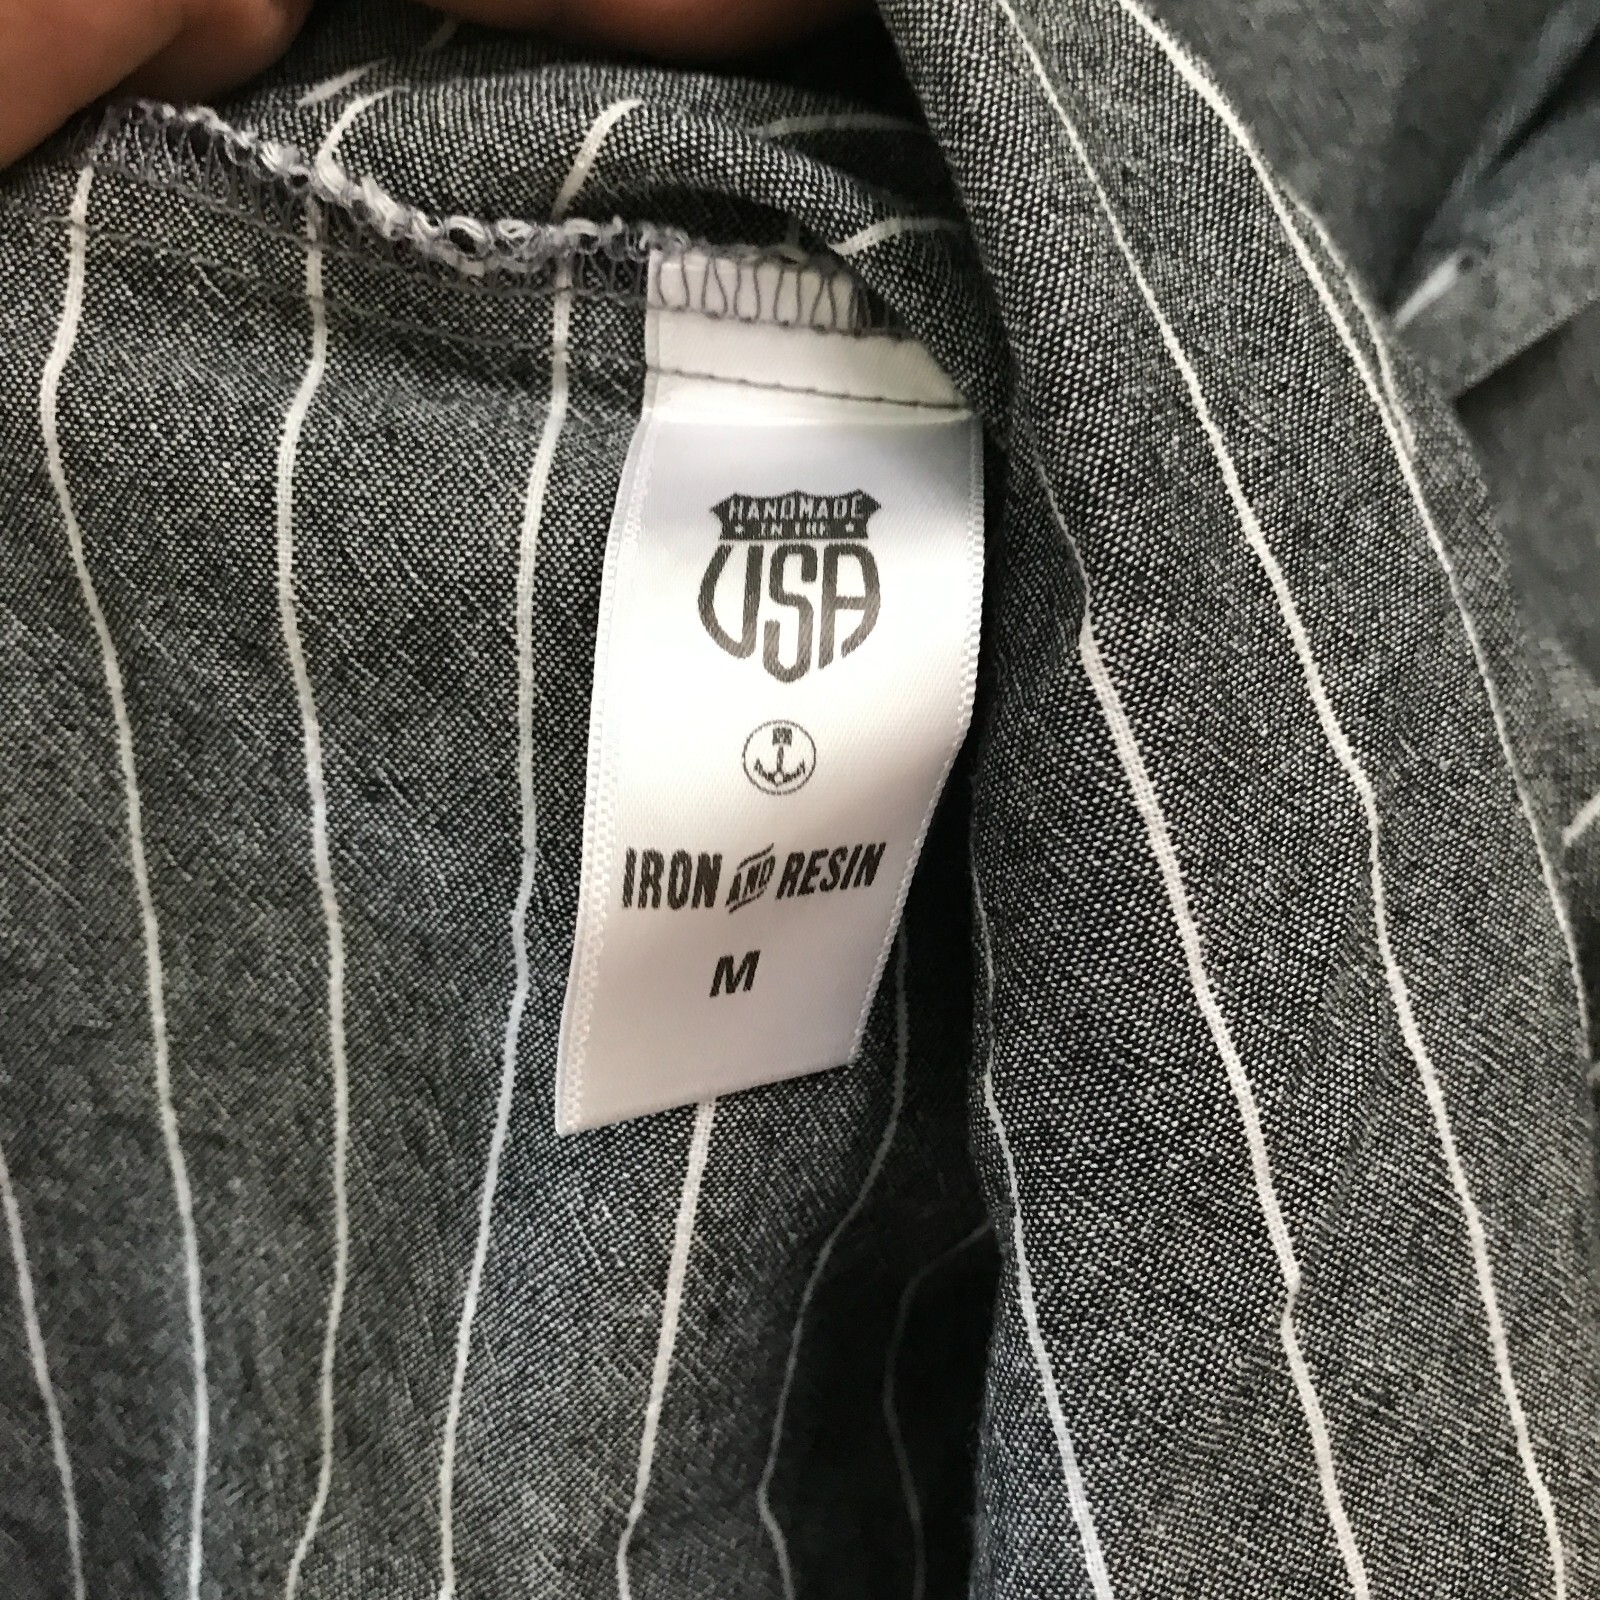 HANDMADE
IN THE
USA
IRON AND RESIN
M